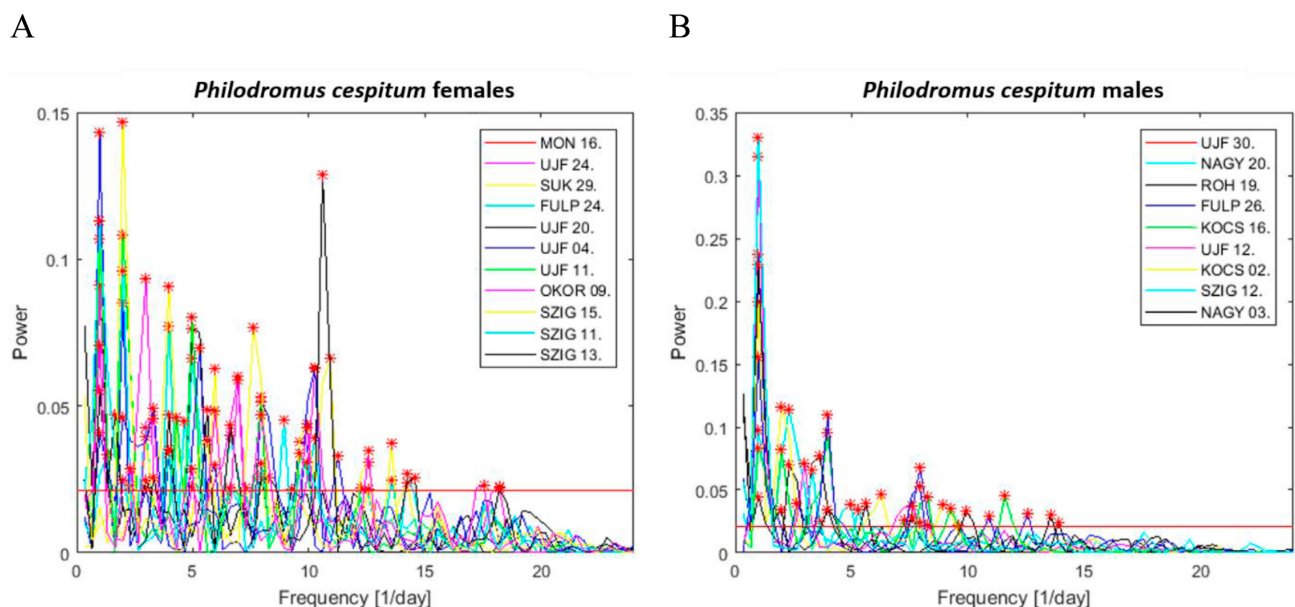 A
B
Philodromus cespitum females
Philodromus cespitum males
0.15
0.1
0.05
0
Power
0
5
10
15
20
Frequency [1/day]
MON 16.
UJF 24.
SUK 29.
FULP 24.
UJF 20.
UJF 04.
UJF 11.
OKOR 09.
SZIG 15.
SZIG 11.
SZIG 13.
0.35
0.3
0.25
0.2
0.15
0.1
0.05
0
Power
0
5
10
15
20
Frequency [1/day]
UJF 30.
NAGY 20.
ROH 19.
FULP 26.
KOCS 16.
UJF 12.
KOCS 02.
SZIG 12.
NAGY 03.